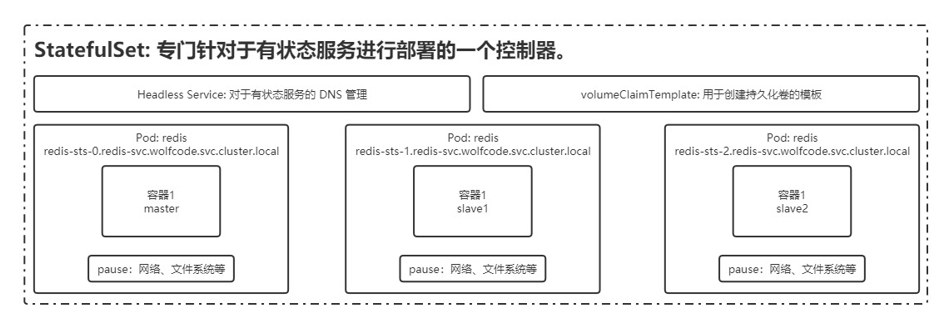 StatefulSet: 专门针对于有状态服务进行部署的一个控制器。
Headless Service: 对于有状态服务的 DNS 管理
volumeClaimTemplate: 用于创建持久化卷的模板
Pod: redis
redis-sts-0.redis-svc.wolfcode.svc.cluster.local
容器1
master
pause：网络、文件系统等
Pod: redis
redis-sts-1.redis-svc.wolfcode.svc.cluster.local
容器1
slave1
pause：网络、文件系统等
Pod: redis
redis-sts-2.redis-svc.wolfcode.svc.cluster.local
容器1
slave2
pause：网络、文件系统等